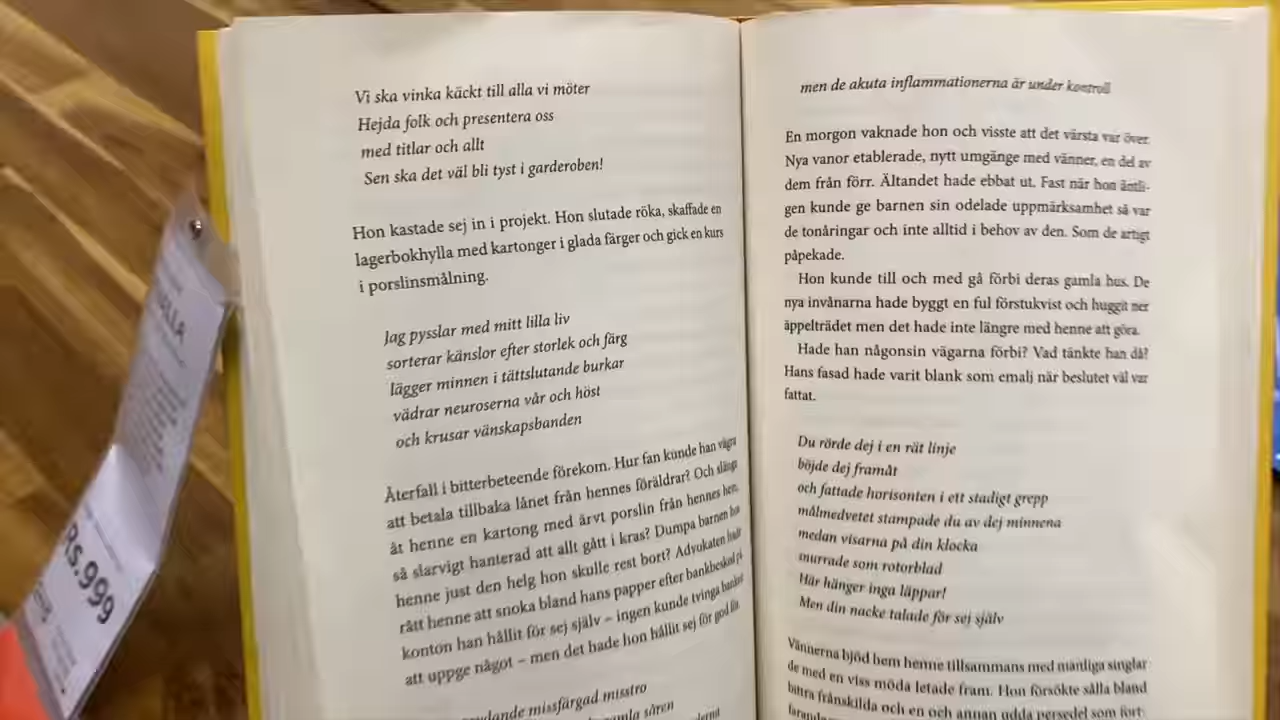 Vi ska vinka käckt till alla vi möter
Hejda folk och presentera oss
med titlar och allt
Sen ska det väl bli tyst i garderoben!
Hon kastade sej in i projekt. Hon slutade röka, skaffade en
lagerbokhylla med kartonger i glada färger och gick en kurs
i porslinsmålning.
Jag pysslar med mitt lilla liv
sorterar känslor efter storlek och färg
lägger minnen i tättslutande burkar
vädrar neuroserna vår och höst
och krusar vänskapsbanden
Återfall i bitterbeteende förekom. Hur fan kunde han vägra
att betala tillbaka lånet från hennes föräldrar? Och slänga
åt henne en kartong med ärvt porslin från hennes hem,
så slarvigt hanterad att allt gått i kras? Dumpa barnen hos
henne just den helg hon skulle rest bort? Advokaten hade
rått henne att snoka bland hans papper efter bankbesked på
konton han hållit för sej själv – ingen kunde tvinga banken
att uppge något – men det hade hon hållit sej för god för.
missfärgad misstro
såren
men de akuta inflammationerna är under kontroll
En morgon vaknade hon och visste att det värsta var över.
Nya vanor etablerade, nytt umgänge med vänner, en del av
dem från förr. Ältandet hade ebbat ut. Fast när hon äntli-
gen kunde ge barnen sin odelade uppmärksamhet så var
de tonåringar och inte alltid i behov av den. Som de artigt
påpekade.
Hon kunde till och med gå förbi deras gamla hus. De
nya invånarna hade byggt en ful förstukvist och huggit ner
äppelträdet men det hade inte längre med henne att göra.
Hade han någonsin vägarna förbi? Vad tänkte han då?
Hans fasad hade varit blank som emalj när beslutet väl var
fattat.
Du rörde dej i en rät linje
böjde dej framåt
och fattade horisonten i ett stadigt grepp
målmedvetet stampade du av dej minnena
medan visarna på din klocka
murrade som rotorblad
Här hänger inga läppar!
Men din nacke talade för sej själv
Vännerna bjöd hem henne tillsammans med manliga singlar
de med en viss möda letade fram. Hon försökte sålla bland
bittra frånskilda och en och annan udda persedel som fort-
Rs.999